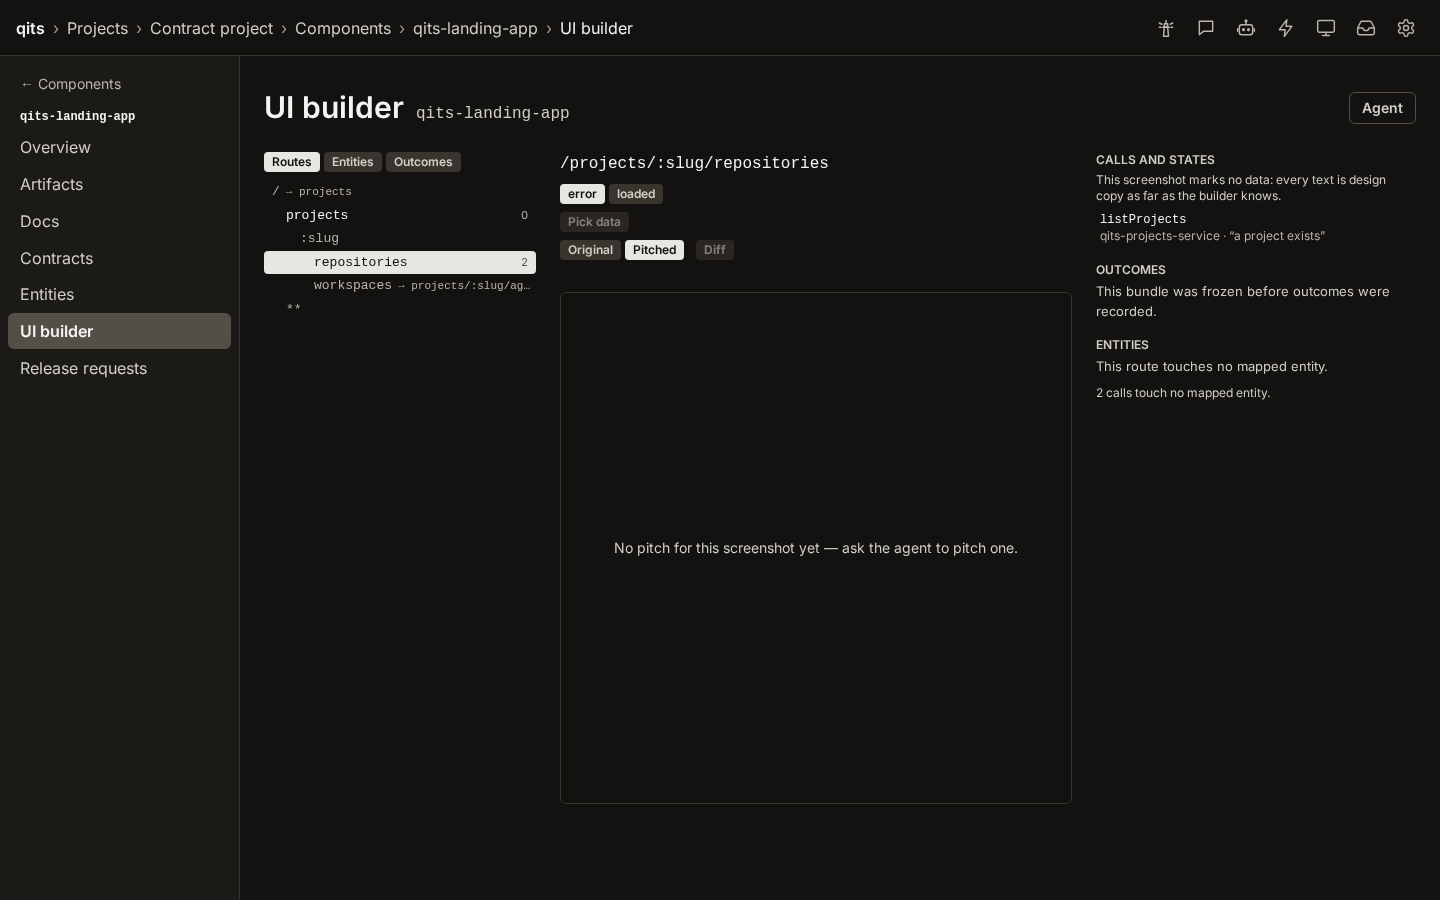 qits › Projects › Contract project › Components › qits-landing-app › UI builder
← Components
qits-landing-app
Overview
Artifacts
Docs
Contracts
Entities
UI builder
Release requests
UI builder qits-landing-app
Agent
Routes Entities Outcomes
/ → projects
projects 0
:slug
repositories 2
workspaces → projects/:slug/ag…
**
/projects/:slug/repositories
error loaded
Pick data
Original Pitched Diff
No pitch for this screenshot yet — ask the agent to pitch one.
CALLS AND STATES
This screenshot marks no data: every text is design
copy as far as the builder knows.
listProjects
qits-projects-service · “a project exists”
OUTCOMES
This bundle was frozen before outcomes were
recorded.
ENTITIES
This route touches no mapped entity.
2 calls touch no mapped entity.